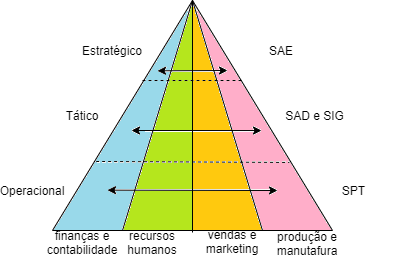 Estratégico
SAE
Tático
SAD e SIG
Operacional
SPT
finanças e
contabilidade
recursos
humanos
vendas e
marketing
produção e
manutafura